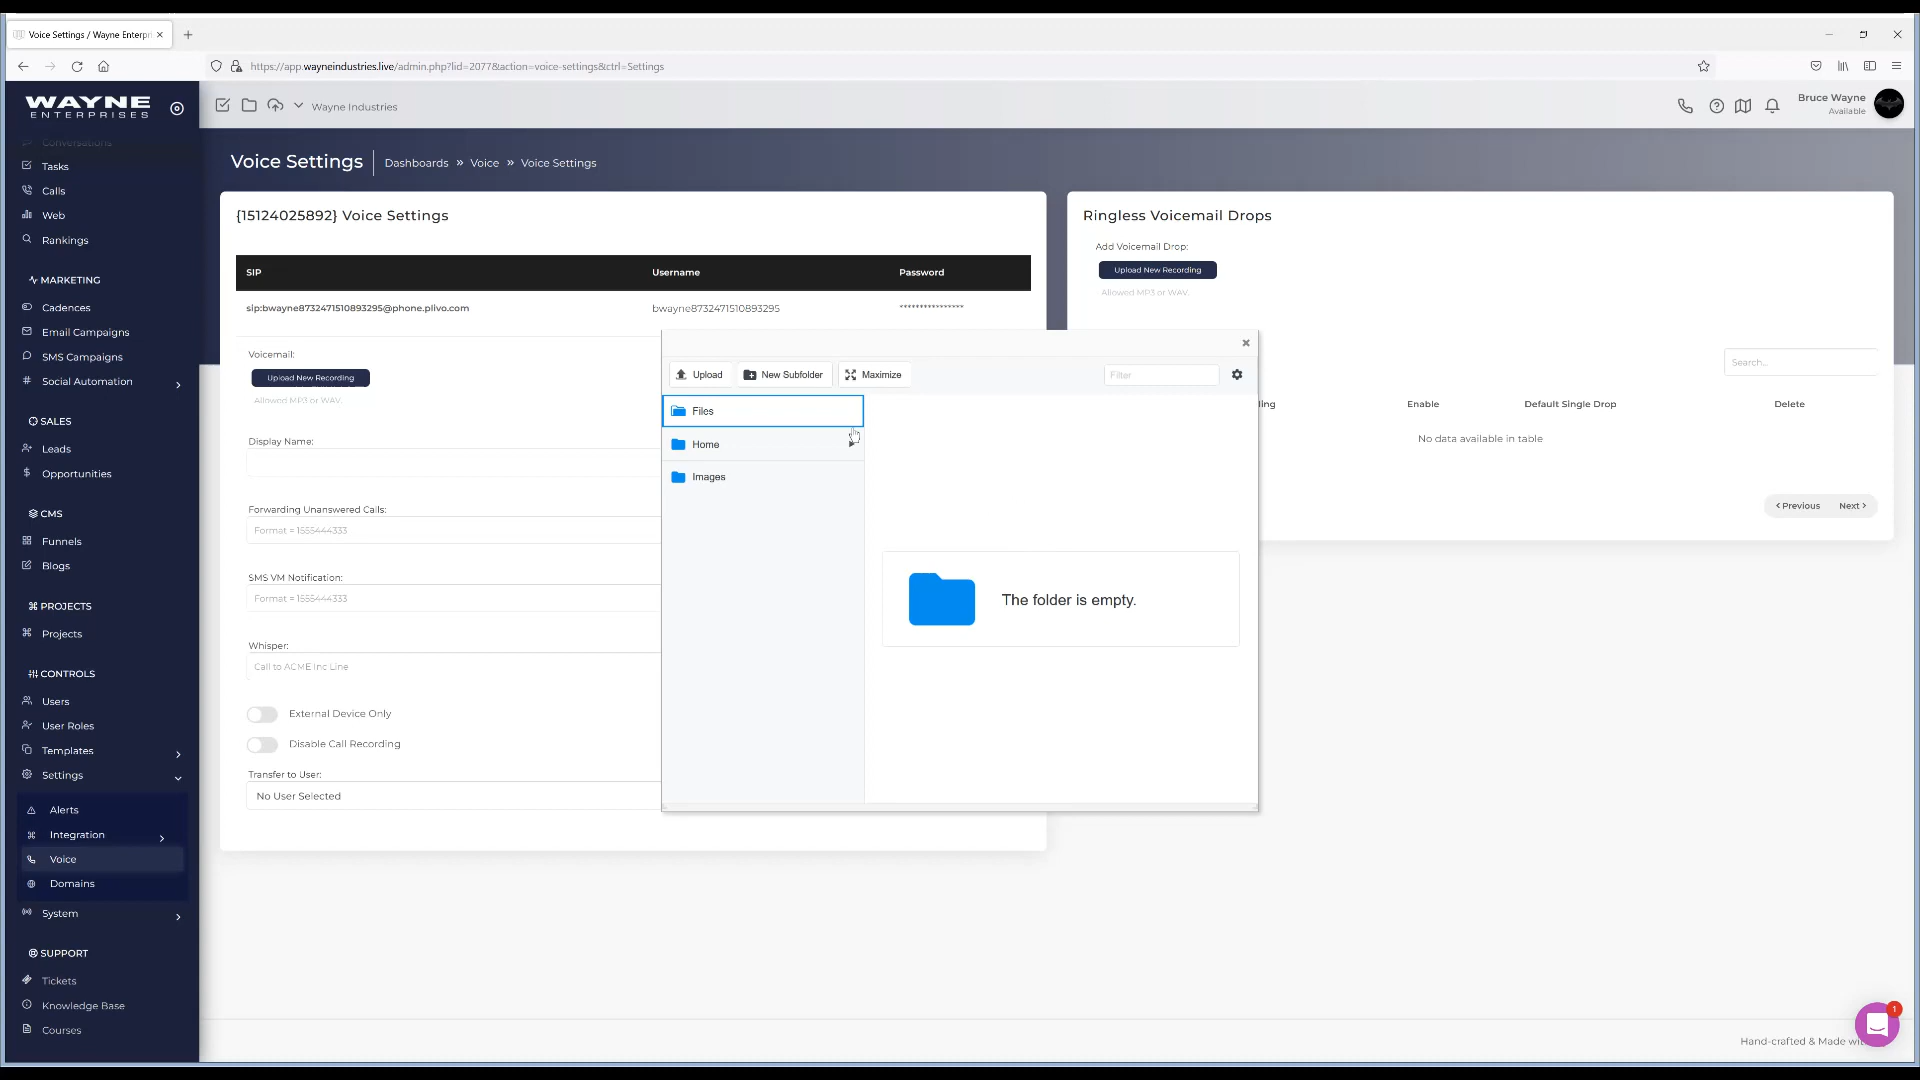 Voice Settings / Wayne Enterpri
https://app.wayneindustries.live/admin.php?lid=2077&action=voice-settings&ctrl=Settings
WAYNE
ENTERPRISES
Wayne Industries
Bruce Wayne
Available
Conversations
Tasks
Calls
Web
Rankings
MARKETING
Cadences
Email Campaigns
SMS Campaigns
Social Automation
SALES
Leads
Opportunities
CMS
Funnels
Blogs
PROJECTS
Projects
CONTROLS
Users
User Roles
Templates
Settings
Alerts
Integration
Voice
Domains
System
SUPPORT
Tickets
Knowledge Base
Courses
Voice Settings
Dashboards » Voice » Voice Settings
{15124025892} Voice Settings
SIP Username Password
sip:bwayne8732471510893295@phone.plivo.com bwayne8732471510893295 ****************
Voicemail:
Upload New Recording
Allowed MP3 or WAV.
Display Name:
Forwarding Unanswered Calls:
Format = 1555444333
SMS VM Notification:
Format = 1555444333
Whisper:
Call to ACME Inc Line
External Device Only
Disable Call Recording
Transfer to User:
No User Selected
Upload New Subfolder Maximize Filter
Files
Home
Images
The folder is empty.
Ringless Voicemail Drops
Add Voicemail Drop:
Upload New Recording
Allowed MP3 or WAV.
Search...
ing Enable Default Single Drop Delete
No data available in table
< Previous Next >
1
Hand-crafted & Made wit